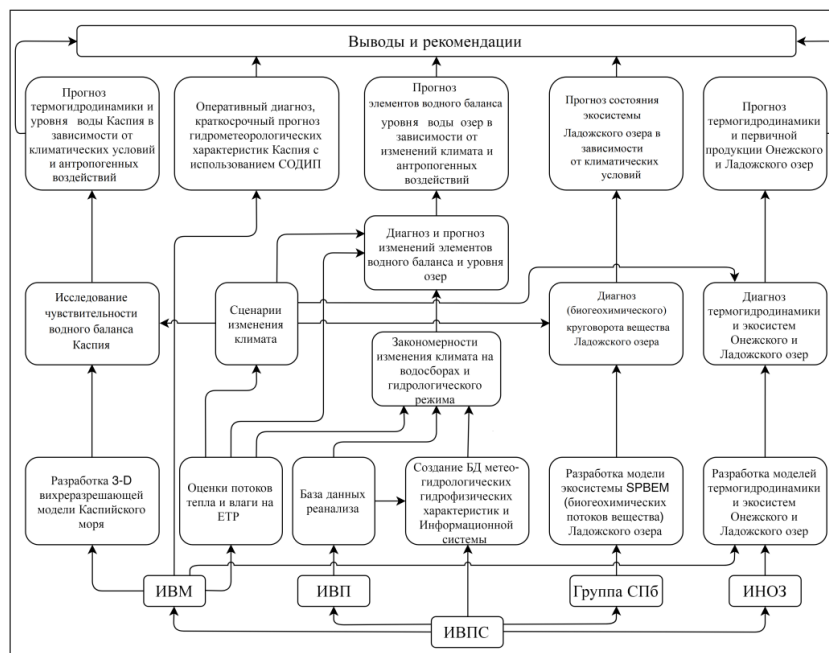 Выводы и рекомендации
Прогноз
термогидродинамики и
уровня воды Каспия в
зависимости от
климатических условий
и антропогенных
воздействий
Оперативный диагноз,
краткосрочный прогноз
гидрометеорологических
характеристик Каспия с
использованием СОДИП
Прогноз
элементов водного баланса
уровня воды озер в
зависимости от
изменений климата и
антропогенных
воздействий
Прогноз состояния
экосистемы
Ладожского озера в
зависимости
от климатических
условий
Прогноз
термогидродинамики
и первичной
продукции Онежского
и Ладожского озер
Диагноз и прогноз
изменений элементов
водного баланса и уровня
озер
Исследование
чувствительности
водного баланса
Каспия
Сценарии
изменения
климата
Закономерности
изменения климата на
водосборах и
гидрологического
режима
Диагноз
(биогеохимического)
круговорота вещества
Ладожского озера
Диагноз
термогидродинамики
и экосистем
Онежского и
Ладожского озер
Разработка 3-D
вихреразрешающей
модели Каспийского
моря
Оценки потоков
тепла и влаги на
ЕТР
База данных
реанализа
Создание БД метео-
гидрологических
гидрофизических
характеристик и
Информационной
системы
Разработка модели
экосистемы SPBEM
(биогеохимических
потоков вещества)
Ладожского озера
Разработка моделей
термогидродинамики
и экосистем
Онежского и
Ладожского озер
ИВМ
ИВП
Группа СПб
ИНОЗ
ИВПС